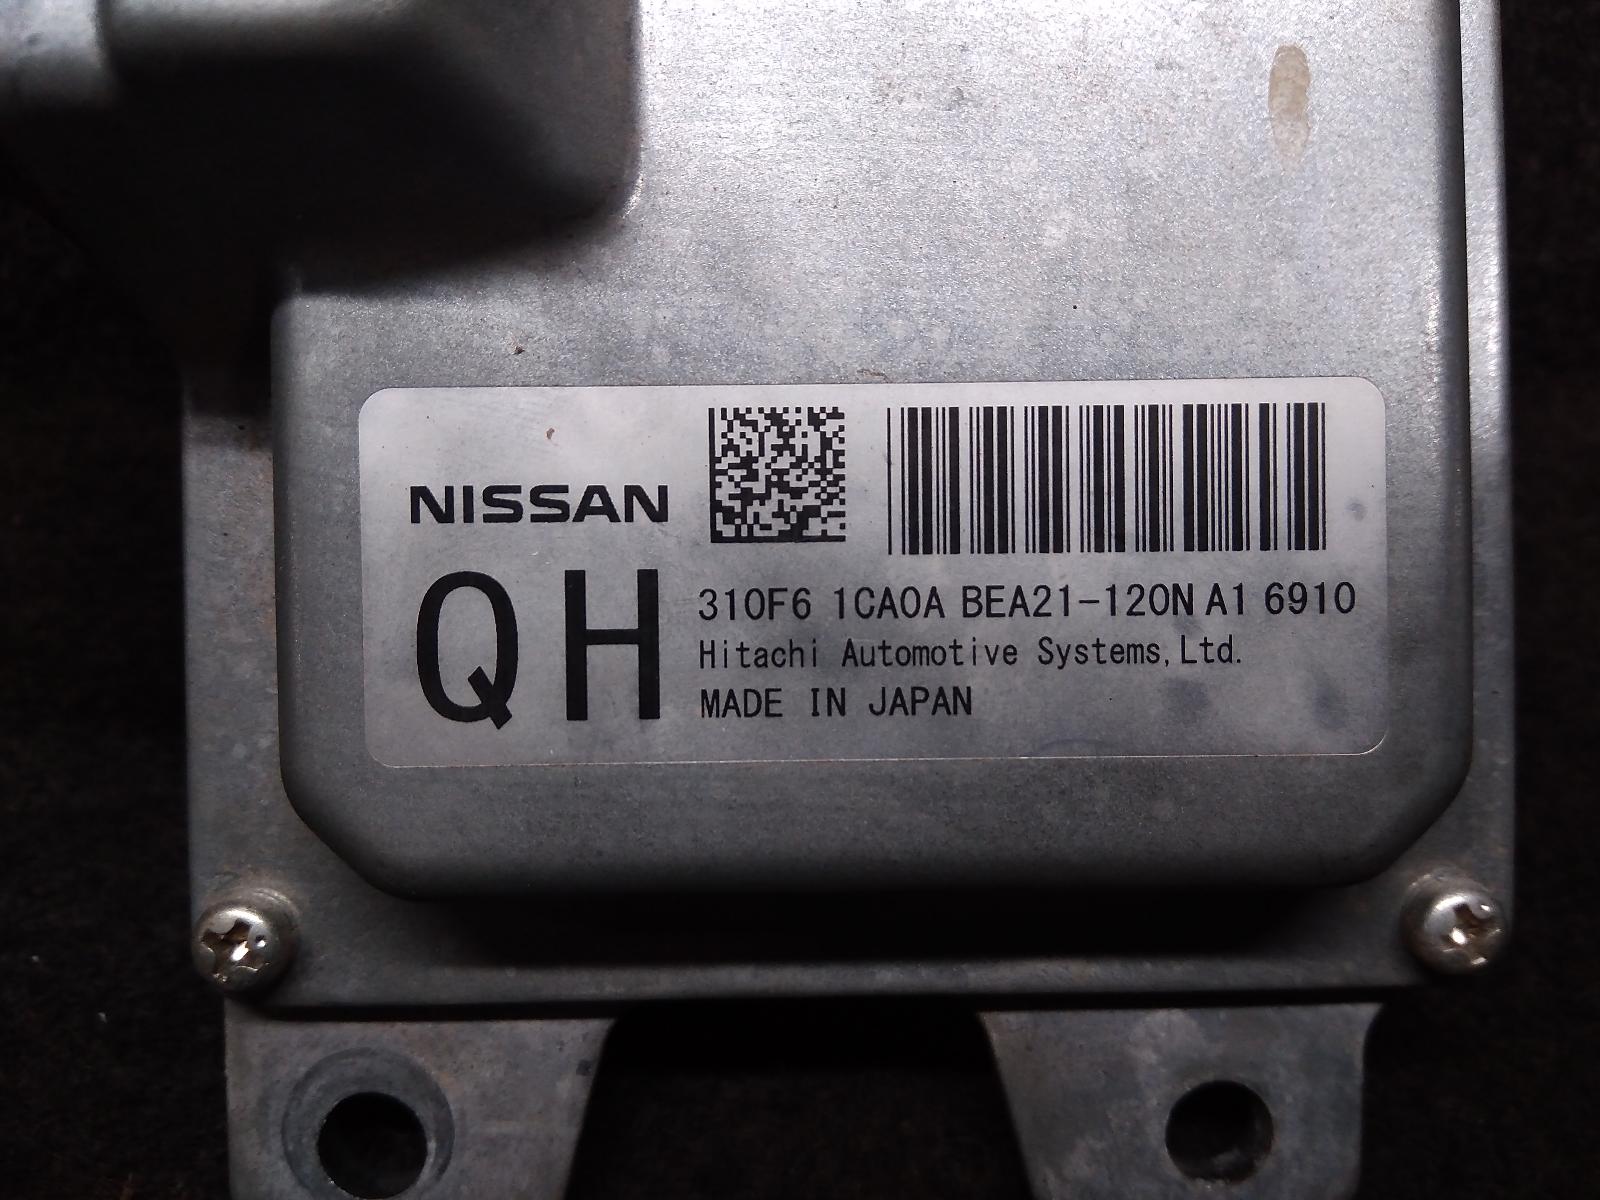 NISSAN
QH
310F6 1CA0A BEA21-120N A1 6910
Hitachi Automotive Systems, Ltd.
MADE IN JAPAN